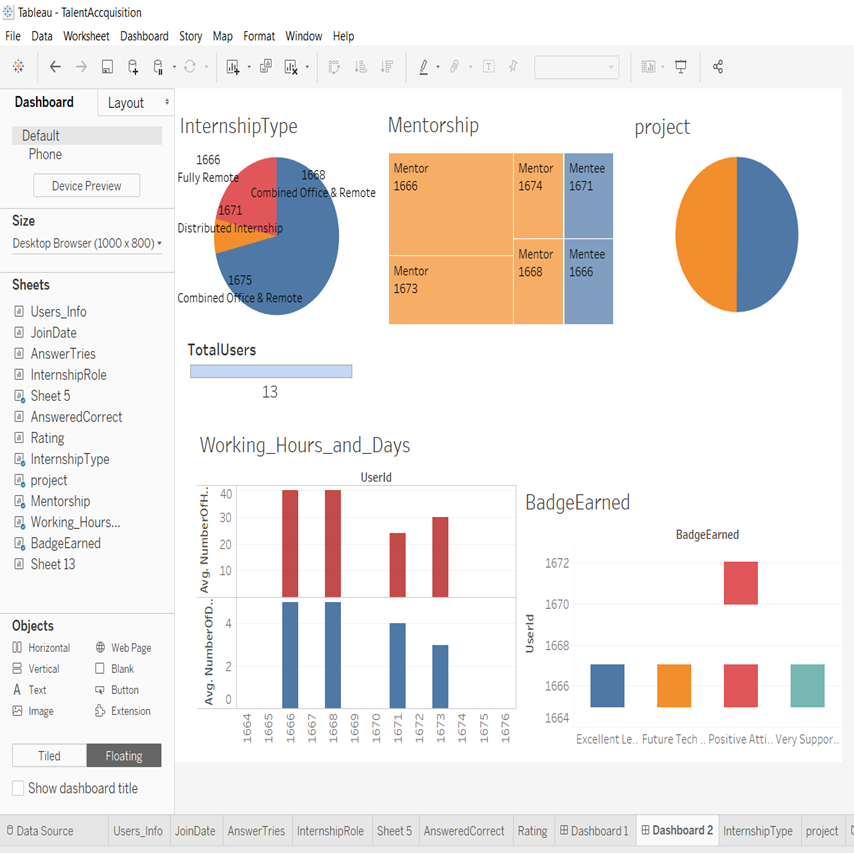 Tableau - TalentAccquisition
File Data Worksheet Dashboard Story Map Format Window Help
Dashboard Layout
Default
Phone
Device Preview
Size
Desktop Browser (1000 x 800)
Sheets
Users_Info
JoinDate
AnswerTries
InternshipRole
Sheet 5
AnsweredCorrect
Rating
InternshipType
project
Mentorship
Working_Hours...
BadgeEarned
Sheet 13
Objects
Horizontal Web Page
Vertical Blank
Text Button
Image Extension
Tiled Floating
Show dashboard title
InternshipType
1666
Fully Remote
1668
Combined Office & Remote
1671
Distributed Internship
1675
Combined Office & Remote
Mentorship
Mentor
1666
Mentor
1674
Mentee
1671
Mentor
1673
Mentor
1668
Mentee
1666
project
TotalUsers
13
Working_Hours_and_Days
UserId
Avg. NumberOfH..
40
30
20
10
Avg. NumberOfD..
4
2
0
1664 1665 1666 1667 1668 1669 1670 1671 1672 1673 1674 1675 1676
BadgeEarned
BadgeEarned
UserId
1672
1670
1668
1666
1664
Excellent Le.. Future Tech .. Positive Atti.. Very Suppor..
Data Source Users_Info JoinDate AnswerTries InternshipRole Sheet 5 AnsweredCorrect Rating Dashboard 1 Dashboard 2 InternshipType project